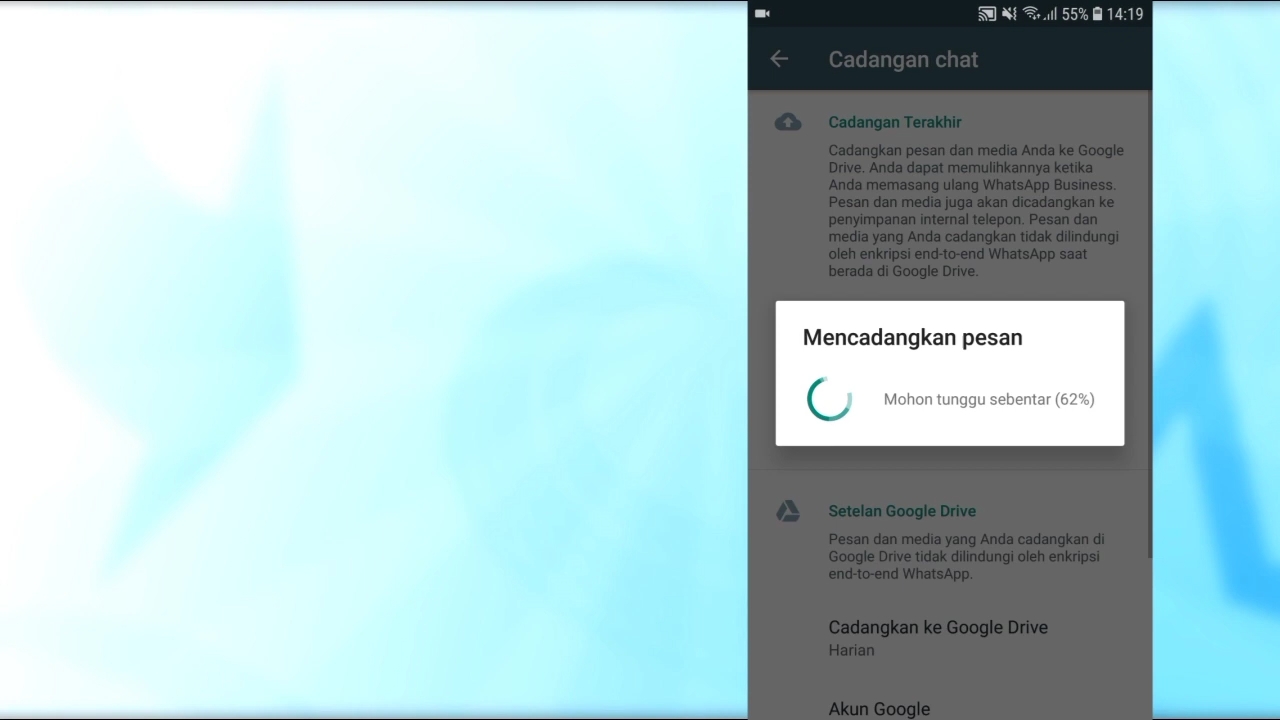 55% 14:19
Cadangan chat
Cadangan Terakhir
Cadangkan pesan dan media Anda ke Google
Drive. Anda dapat memulihkannya ketika
Anda memasang ulang WhatsApp Business.
Pesan dan media juga akan dicadangkan ke
penyimpanan internal telepon. Pesan dan
media yang Anda cadangkan tidak dilindungi
oleh enkripsi end-to-end WhatsApp saat
berada di Google Drive.
Mencadangkan pesan
Mohon tunggu sebentar (62%)
Setelan Google Drive
Pesan dan media yang Anda cadangkan di
Google Drive tidak dilindungi oleh enkripsi
end-to-end WhatsApp.
Cadangkan ke Google Drive
Harian
Akun Google